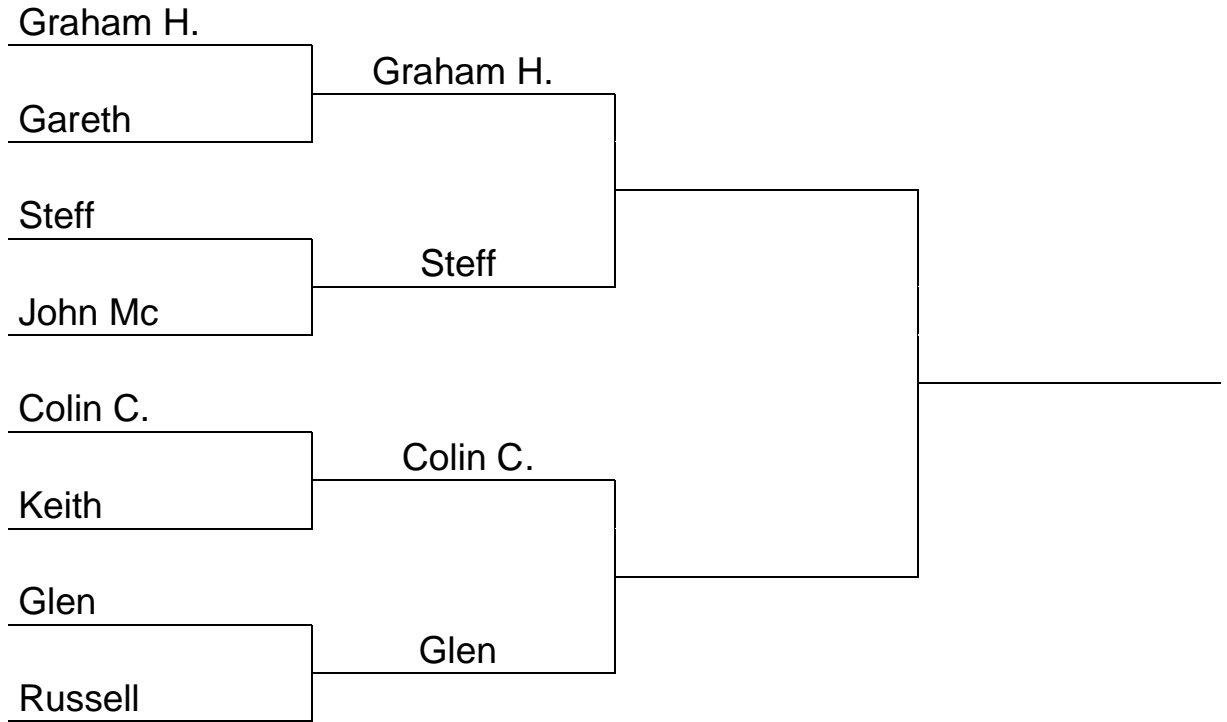 Graham H.
Gareth
Steff
John Mc
Colin C.
Keith
Glen
Russell
Graham H.
Steff
Colin C.
Glen